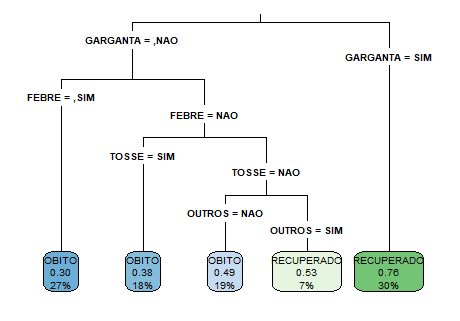 GARGANTA = ,NAO
GARGANTA = SIM
FEBRE = ,SIM
FEBRE = NAO
TOSSE = SIM
TOSSE = NAO
OUTROS = NAO
OUTROS = SIM
OBITO
0.30
27%
OBITO
0.38
18%
OBITO
0.49
19%
RECUPERADO
0.53
7%
RECUPERADO
0.76
30%